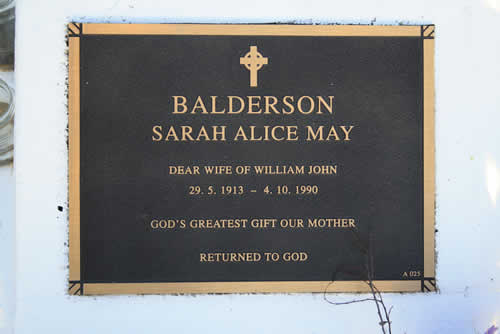 BALDERSON
SARAH ALICE MAY
DEAR WIFE OF WILLIAM JOHN
29. 5. 1913 – 4. 10. 1990
GOD'S GREATEST GIFT OUR MOTHER
RETURNED TO GOD
A 025